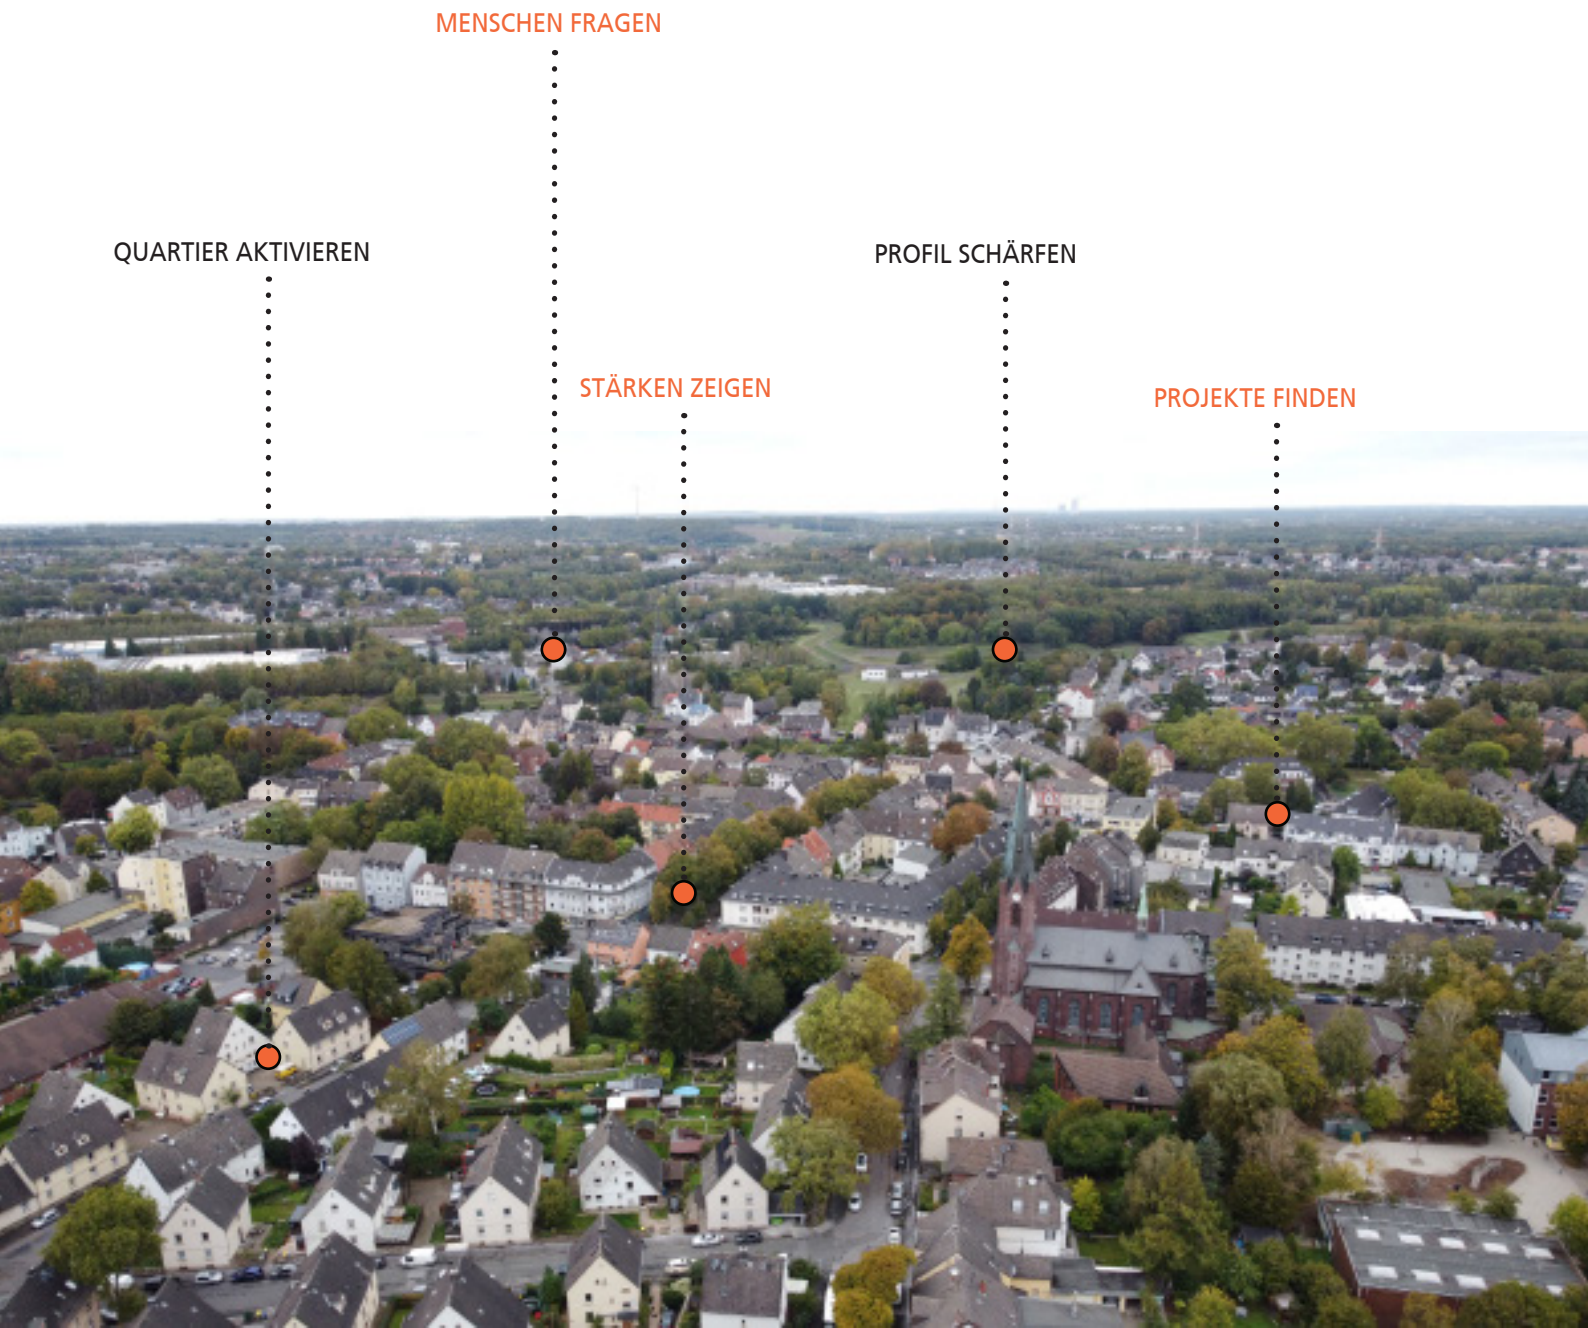 MENSCHEN FRAGEN
QUARTIER AKTIVIEREN
PROFIL SCHÄRFEN
STÄRKEN ZEIGEN
PROJEKTE FINDEN